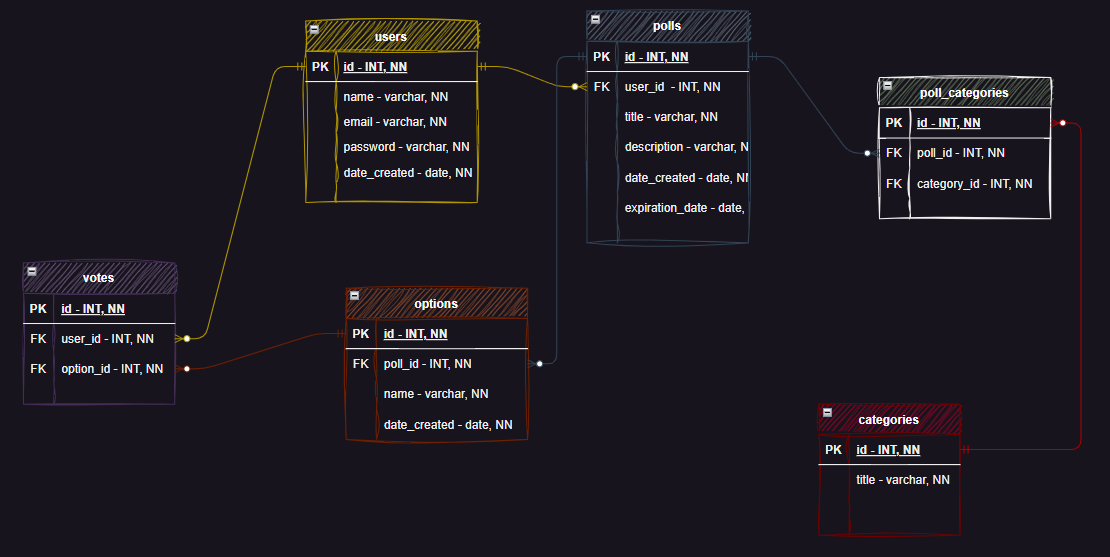 users
PK id - INT, NN
name - varchar, NN
email - varchar, NN
password - varchar, NN
date_created - date, NN
polls
PK id - INT, NN
FK user_id - INT, NN
title - varchar, NN
description - varchar, N
date_created - date, N
expiration_date - date,
poll_categories
PK id - INT, NN
FK poll_id - INT, NN
FK category_id - INT, NN
votes
PK id - INT, NN
FK user_id - INT, NN
FK option_id - INT, NN
options
PK id - INT, NN
FK poll_id - INT, NN
name - varchar, NN
date_created - date, NN
categories
PK id - INT, NN
title - varchar, NN